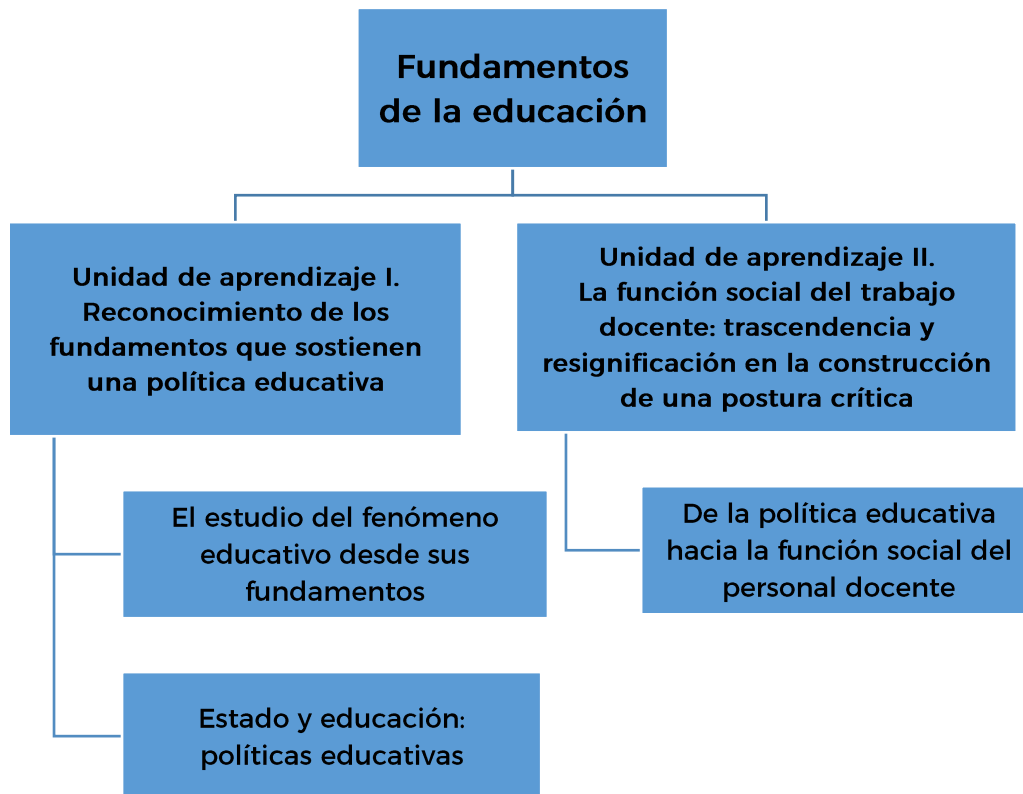 Fundamentos
de la educación
Unidad de aprendizaje I.
Reconocimiento de los
fundamentos que sostienen
una política educativa
Unidad de aprendizaje II.
La función social del trabajo
docente: trascendencia y
resignificación en la construcción
de una postura crítica
El estudio del fenómeno
educativo desde sus
fundamentos
De la política educativa
hacia la función social del
personal docente
Estado y educación:
políticas educativas